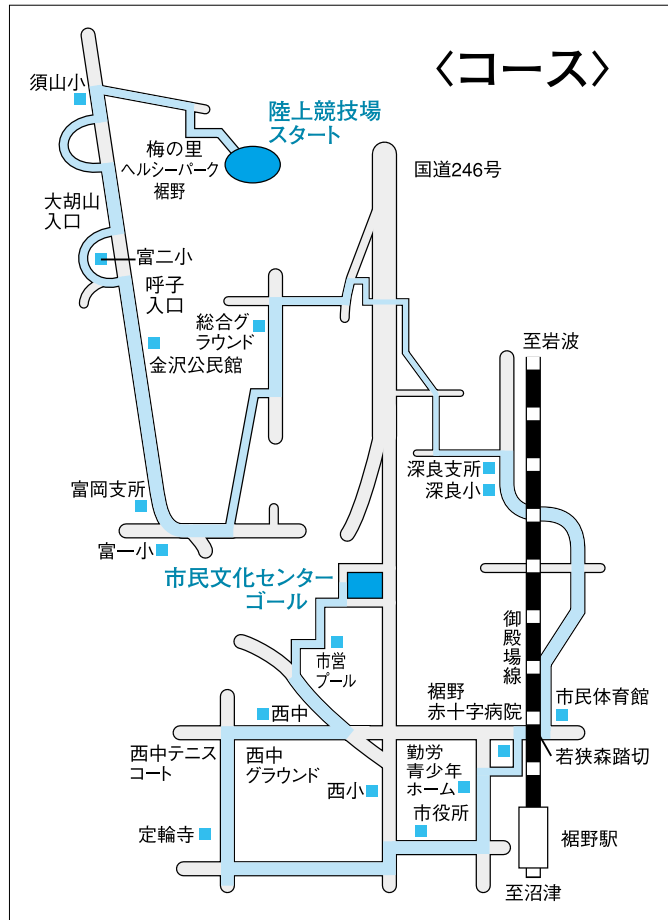 〈コース〉
須山小
陸上競技場
スタート
梅の里
ヘルシーパーク
裾野
国道246号
大胡山
入口
富二小
呼子
入口
総合グ
ラウンド
金沢公民館
至岩波
深良支所
深良小
富岡支所
富一小
市民文化センター
ゴール
御殿場線
市営
プール
裾野
赤十字病院
市民体育館
西中
西中テニス
コート
西中
グラウンド
勤労
青少年
ホーム
若狭森踏切
西小
市役所
定輪寺
裾野駅
至沼津